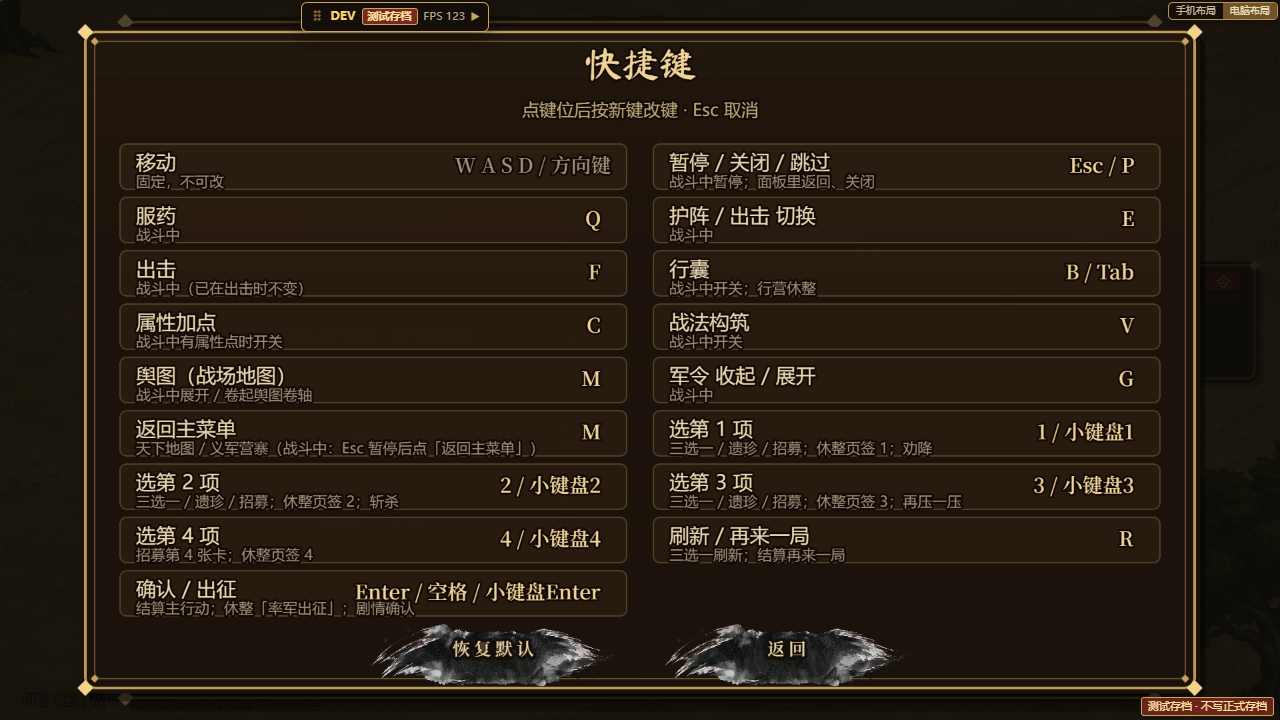 DEV 测试存档 FPS 123 ▶
手机布局 电脑布局
快捷键
点键位后按新键改键 · Esc 取消
移动 W A S D / 方向键
固定，不可改
暂停 / 关闭 / 跳过 Esc / P
战斗中暂停；面板里返回、关闭
服药 Q
战斗中
护阵 / 出击 切换 E
战斗中
出击 F
战斗中（已在出击时不变）
行囊 B / Tab
战斗中开关；行营休整
属性加点 C
战斗中有属性点时开关
战法构筑 V
战斗中开关
舆图（战场地图） M
战斗中展开 / 卷起舆图卷轴
军令 收起 / 展开 G
战斗中
返回主菜单 M
天下地图 / 义军营寨（战斗中：Esc 暂停后点「返回主菜单」）
选第 1 项 1 / 小键盘1
三选一 / 遗珍 / 招募；休整页签 1；劝降
选第 2 项 2 / 小键盘2
三选一 / 遗珍 / 招募；休整页签 2；斩杀
选第 3 项 3 / 小键盘3
三选一 / 遗珍 / 招募；休整页签 3；再压一压
选第 4 项 4 / 小键盘4
招募第 4 张卡；休整页签 4
刷新 / 再来一局 R
三选一刷新；结算再来一局
确认 / 出征 Enter / 空格 / 小键盘Enter
结算主行动；休整「率军出征」；剧情确认
恢复默认 返回
测试存档 · 不写正式存档